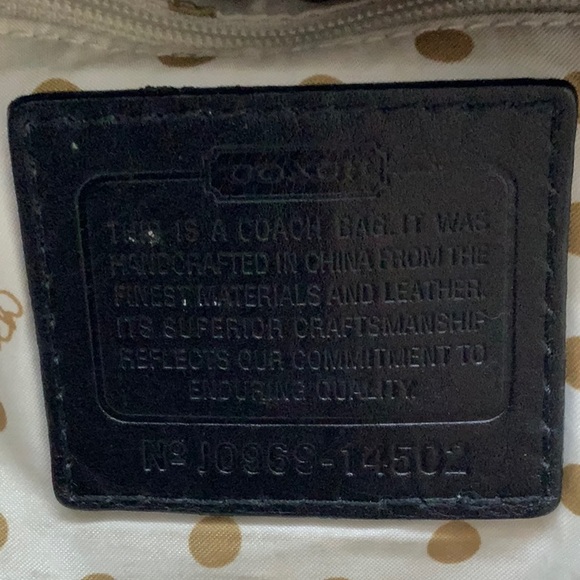 COACH
THIS IS A COACH BAG. IT WAS
HANDCRAFTED IN CHINA FROM THE
FINEST MATERIALS AND LEATHER.
ITS SUPERIOR CRAFTSMANSHIP
REFLECTS OUR COMMITMENT TO
ENDURING QUALITY.
Nº J0969-14502